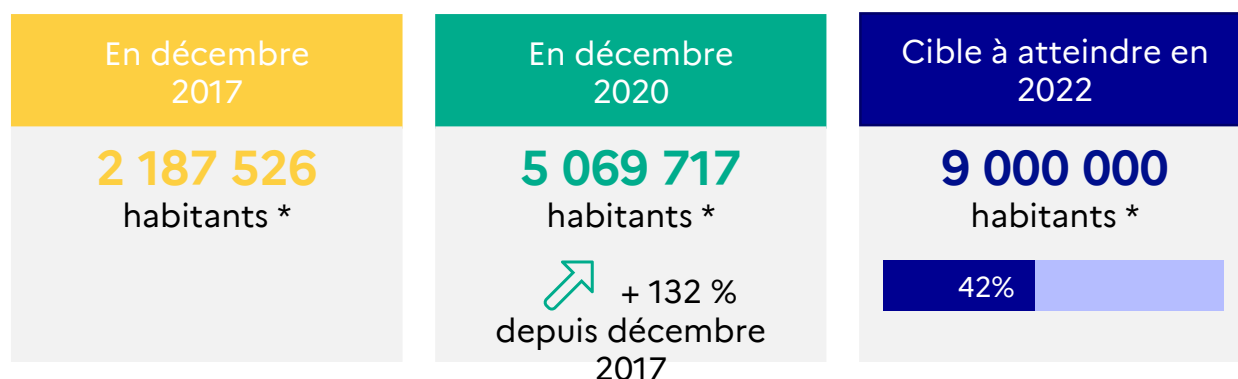 En décembre
2017
2 187 526
habitants *
En décembre
2020
5 069 717
habitants *
+ 132 %
depuis décembre
2017
Cible à atteindre en
2022
9 000 000
habitants *
42%